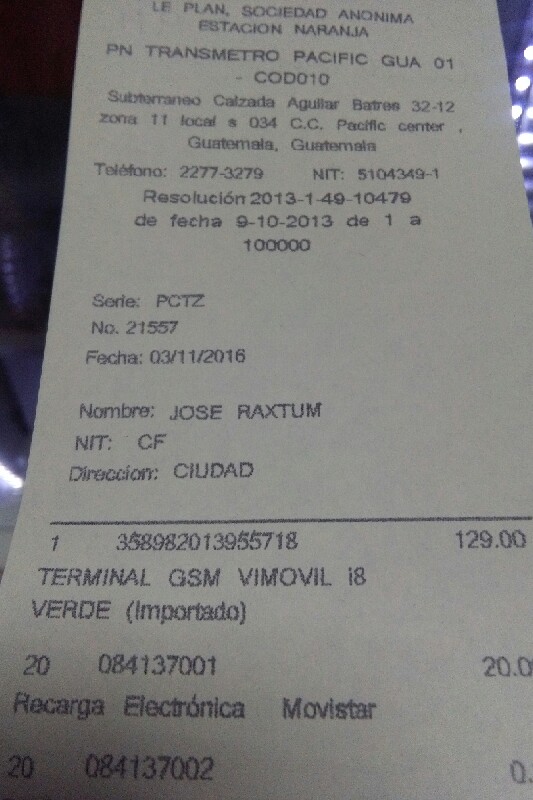 LE PLAN, SOCIEDAD ANONIMA
ESTACION NARANJA
PN TRANSMETRO PACIFIC GUA 01
- COD010
Subterraneo Calzada Aguilar Batres 32-12
zona 11 local s 034 C.C. Pacific center ,
Guatemala, Guatemala
Teléfono: 2277-3279 NIT: 5104349-1
Resolución 2013-1-49-10479
de fecha 9-10-2013 de 1 a
100000
Serie: PCTZ
No. 21557
Fecha: 03/11/2016
Nombre: JOSE RAXTUM
NIT: CF
Direccion: CIUDAD
1 358982013955718 129.00
TERMINAL GSM VIMOVIL i8
VERDE (Importado)
20 084137001 20.0
Recarga Electrónica Movistar
20 084137002 0.